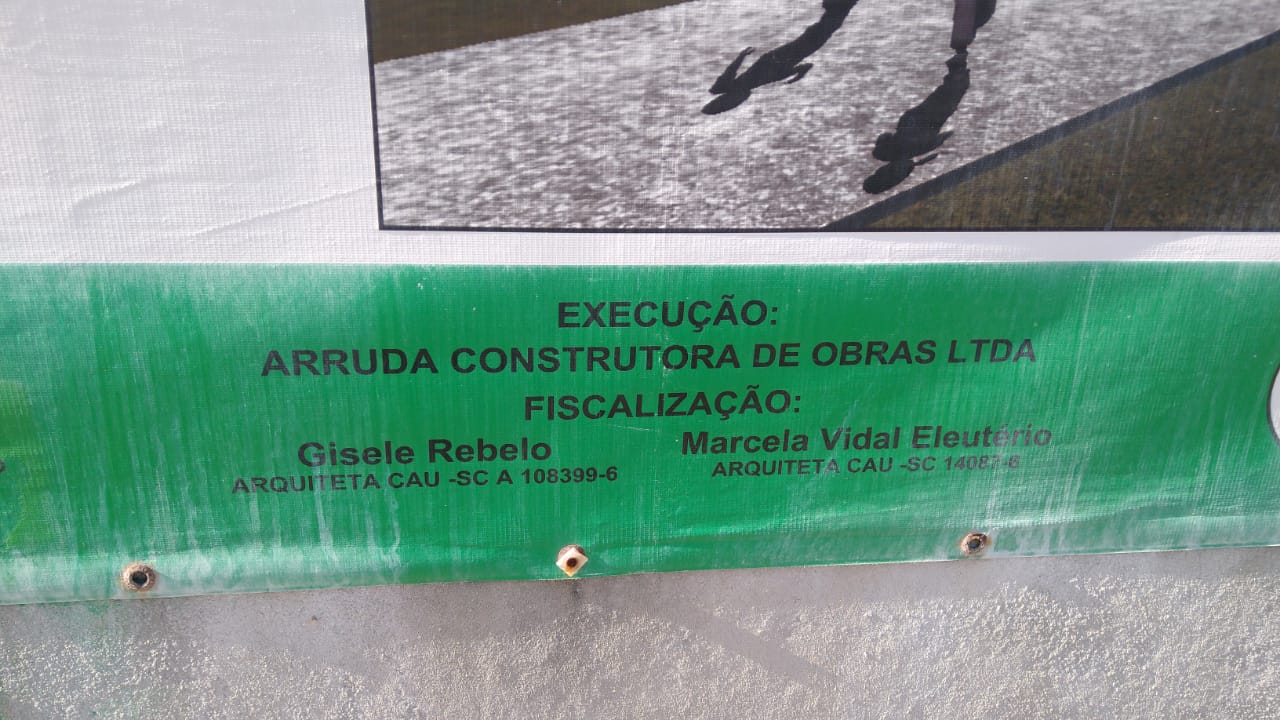 EXECUÇÃO:
ARRUDA CONSTRUTORA DE OBRAS LTDA
FISCALIZAÇÃO:
Gisele Rebelo
ARQUITETA CAU -SC A 108399-6
Marcela Vidal Eleutério
ARQUITETA CAU -SC 14087-6